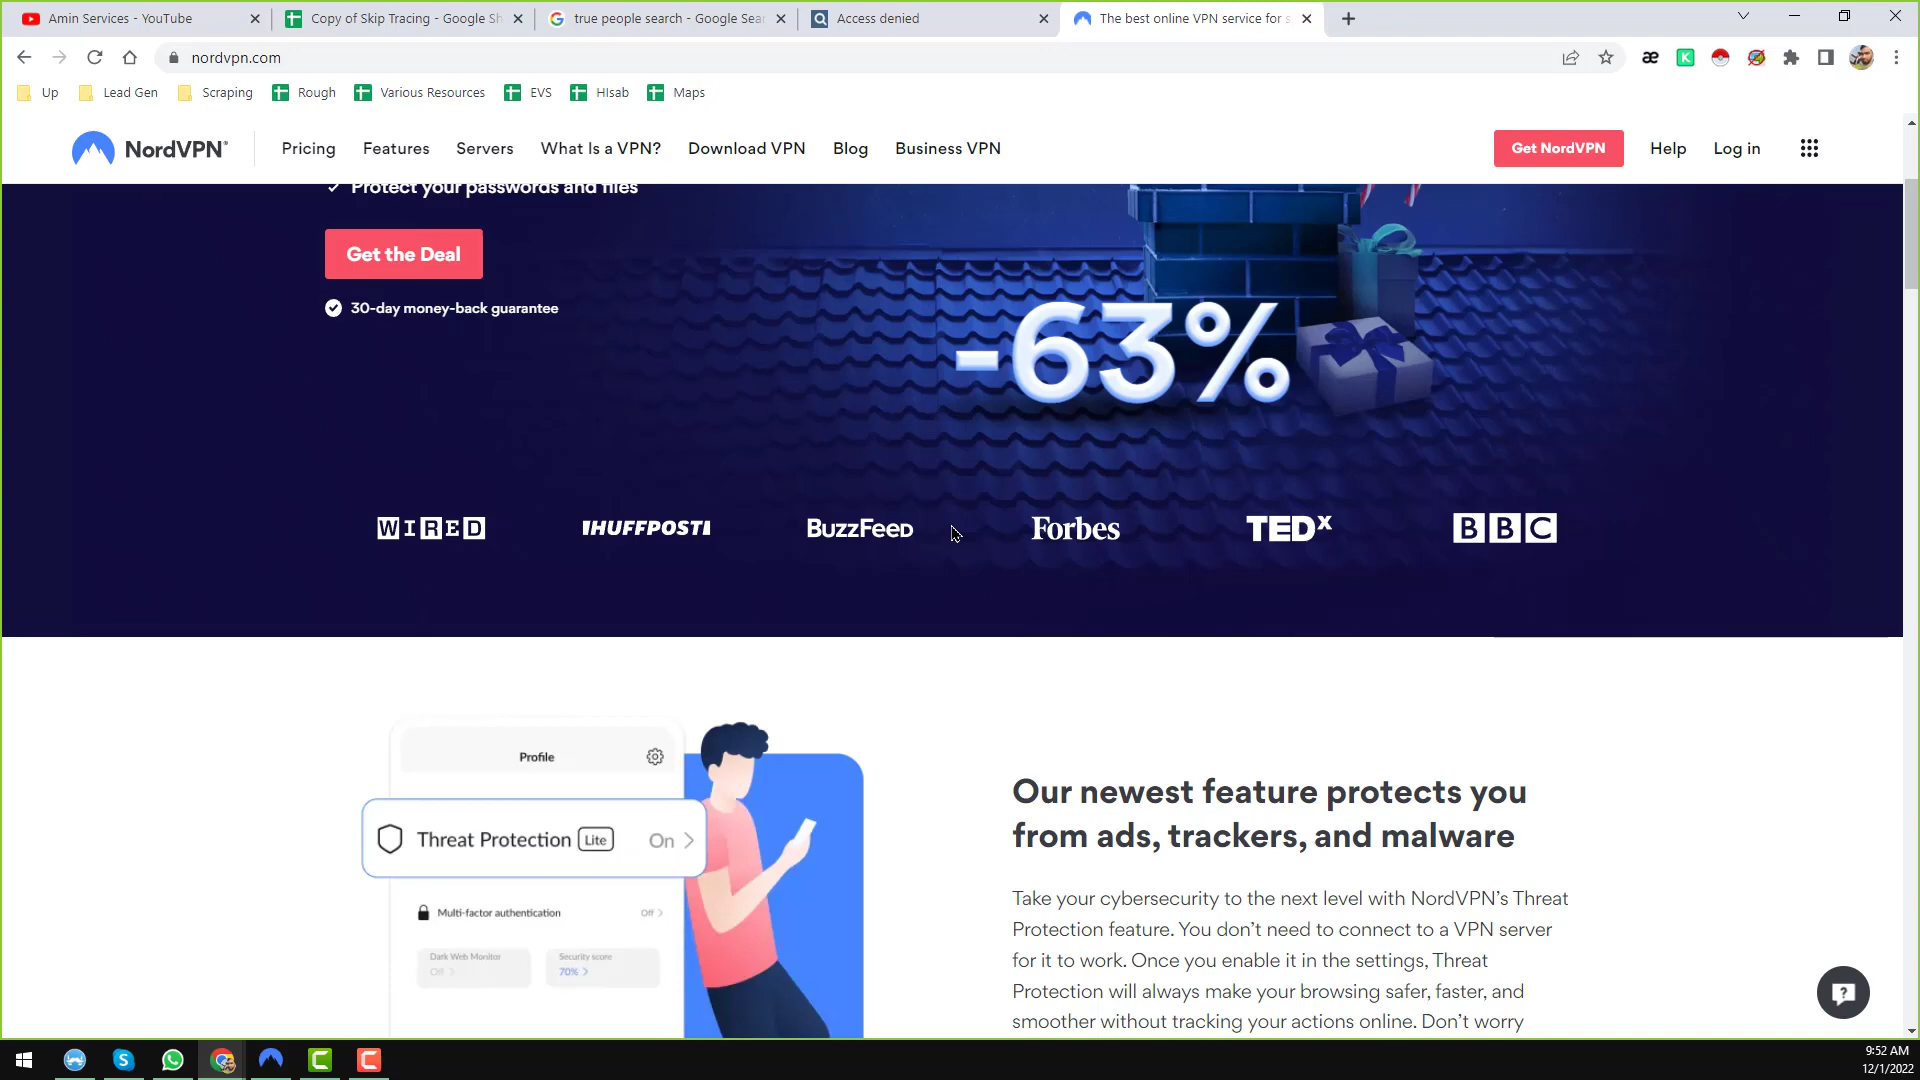 Amin Services - YouTube
Copy of Skip Tracing - Google Sh
true people search - Google Sea
Access denied
The best online VPN service for s
nordvpn.com
Up
Lead Gen
Scraping
Rough
Various Resources
EVS
HIsab
Maps
NordVPN®
Pricing
Features
Servers
What Is a VPN?
Download VPN
Blog
Business VPN
Get NordVPN
Help
Log in
Protect your passwords and files
Get the Deal
30-day money-back guarantee
-63%
WIRED
IHUFFPOSTI
BuzzFeed
Forbes
TEDx
BBC
Profile
Threat Protection Lite On
Multi-factor authentication Off
Dark Web Monitor
Off
Security score
70%
Our newest feature protects you
from ads, trackers, and malware
Take your cybersecurity to the next level with NordVPN’s Threat
Protection feature. You don’t need to connect to a VPN server
for it to work. Once you enable it in the settings, Threat
Protection will always make your browsing safer, faster, and
smoother without tracking your actions online. Don’t worry
9:52 AM
12/1/2022